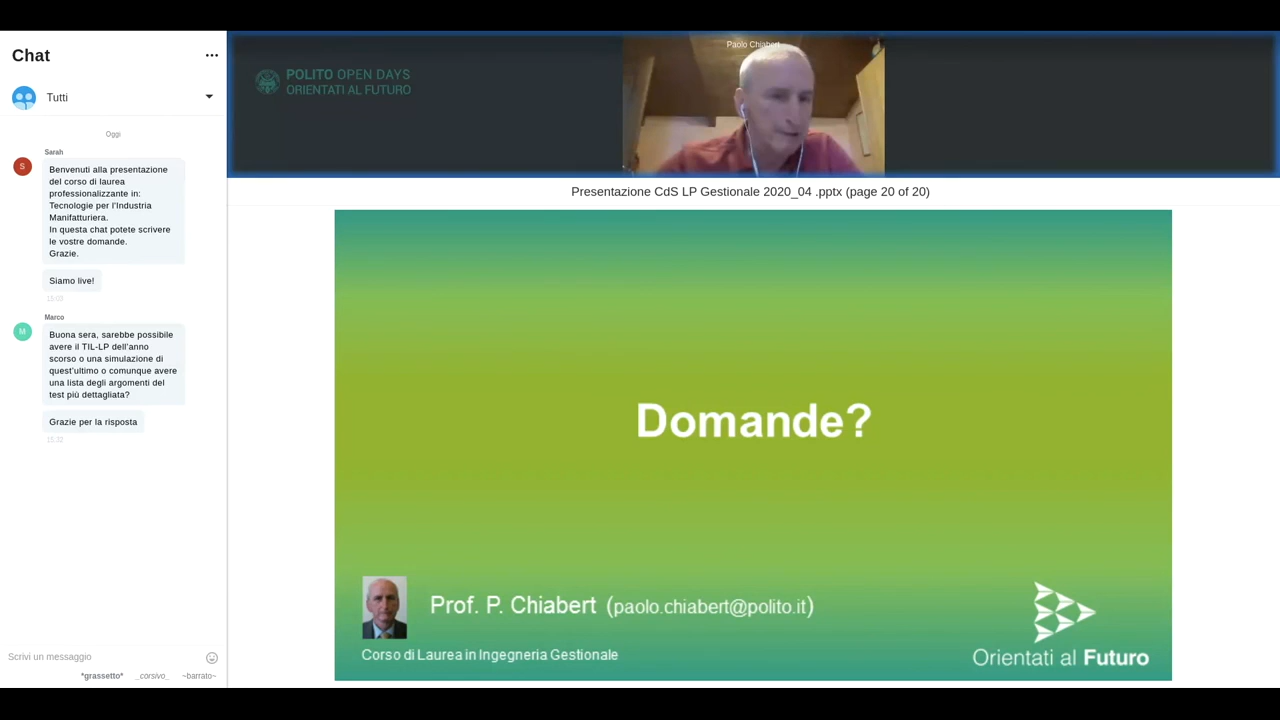 Chat
Tutti
Oggi
Sarah
S
Benvenuti alla presentazione
del corso di laurea
professionalizzante in:
Tecnologie per l'Industria
Manifatturiera.
In questa chat potete scrivere
le vostre domande.
Grazie.
Siamo live!
15:03
Marco
M
Buona sera, sarebbe possibile
avere il TIL-LP dell'anno
scorso o una simulazione di
quest'ultimo o comunque avere
una lista degli argomenti del
test più dettagliata?
Grazie per la risposta
15:32
Scrivi un messaggio
*grassetto* _corsivo_ ~barrato~
POLITO OPEN DAYS
ORIENTATI AL FUTURO
Paolo Chiabert
Presentazione CdS LP Gestionale 2020_04 .pptx (page 20 of 20)
Domande?
Prof. P. Chiabert (paolo.chiabert@polito.it)
Corso di Laurea in Ingegneria Gestionale
Orientati al Futuro